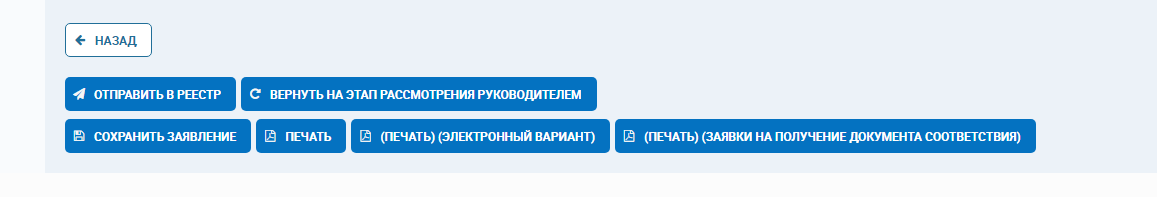 НАЗАД
ОТПРАВИТЬ В РЕЕСТР ВЕРНУТЬ НА ЭТАП РАССМОТРЕНИЯ РУКОВОДИТЕЛЕМ
СОХРАНИТЬ ЗАЯВЛЕНИЕ ПЕЧАТЬ (ПЕЧАТЬ) (ЭЛЕКТРОННЫЙ ВАРИАНТ) (ПЕЧАТЬ) (ЗАЯВКИ НА ПОЛУЧЕНИЕ ДОКУМЕНТА СООТВЕТСТВИЯ)